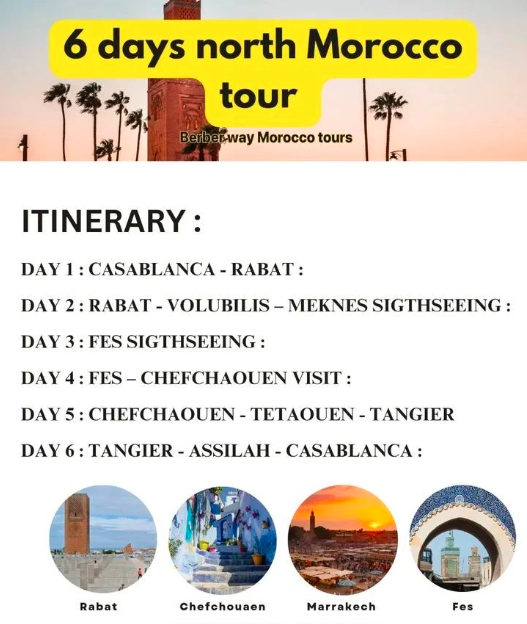 6 days north Morocco
tour
Berber way Morocco tours
ITINERARY :
DAY 1 : CASABLANCA - RABAT :
DAY 2 : RABAT - VOLUBILIS – MEKNES SIGTHSEEING :
DAY 3 : FES SIGTHSEEING :
DAY 4 : FES – CHEFCHAOUEN VISIT :
DAY 5 : CHEFCHAOUEN - TETAOUEN - TANGIER
DAY 6 : TANGIER - ASSILAH - CASABLANCA :
Rabat Chefchouaen Marrakech Fes